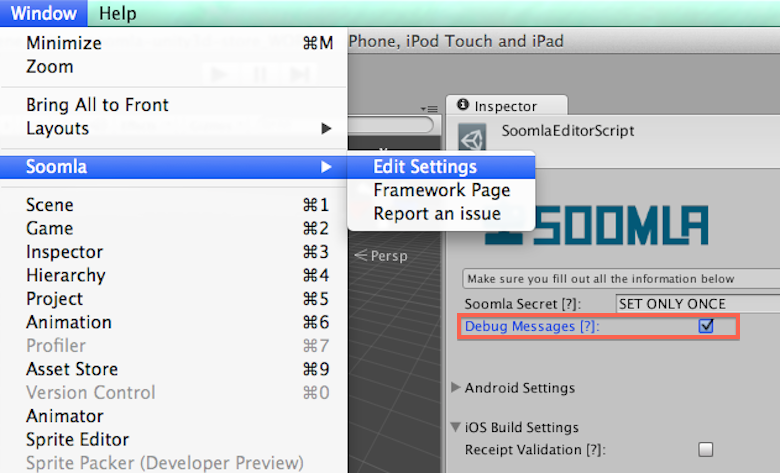 Window Help
Minimize ⌘M
Zoom
Bring All to Front
Layouts
Soomla
Scene ⌘1
Game ⌘2
Inspector ⌘3
Hierarchy ⌘4
Project ⌘5
Animation ⌘6
Profiler ⌘7
Asset Store ⌘9
Version Control ⌘0
Animator
Sprite Editor
Sprite Packer (Developer Preview)
Edit Settings
Framework Page
Report an issue
Phone, iPod Touch and iPad
Persp
Inspector
SoomlaEditorScript
SOOMLA
Make sure you fill out all the information below
Soomla Secret [?]: SET ONLY ONCE
Debug Messages [?]:
Android Settings
iOS Build Settings
Receipt Validation [?]: